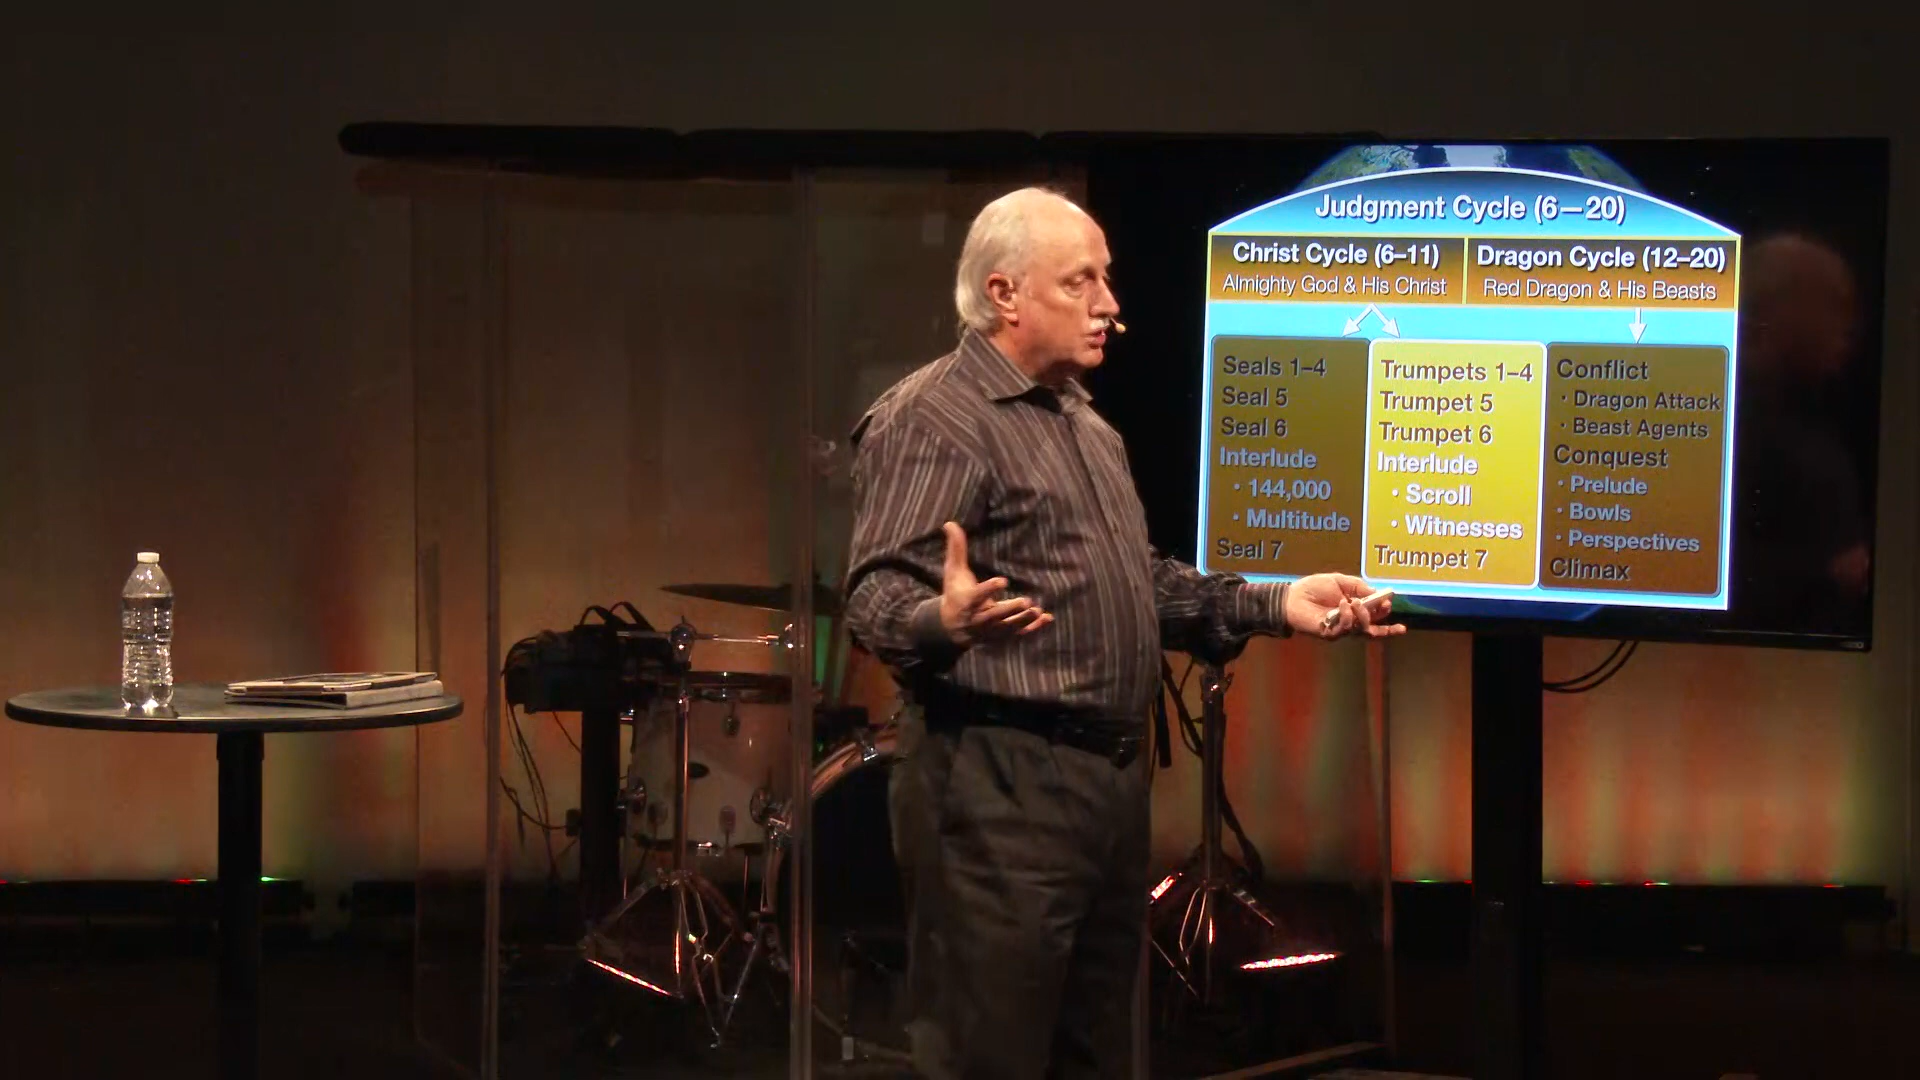 Judgment Cycle (6—20)
Christ Cycle (6–11)
Almighty God & His Christ
Dragon Cycle (12–20)
Red Dragon & His Beasts
Seals 1–4
Seal 5
Seal 6
Interlude
• 144,000
• Multitude
Seal 7
Trumpets 1–4
Trumpet 5
Trumpet 6
Interlude
• Scroll
• Witnesses
Trumpet 7
Conflict
• Dragon Attack
• Beast Agents
Conquest
• Prelude
• Bowls
• Perspectives
Climax